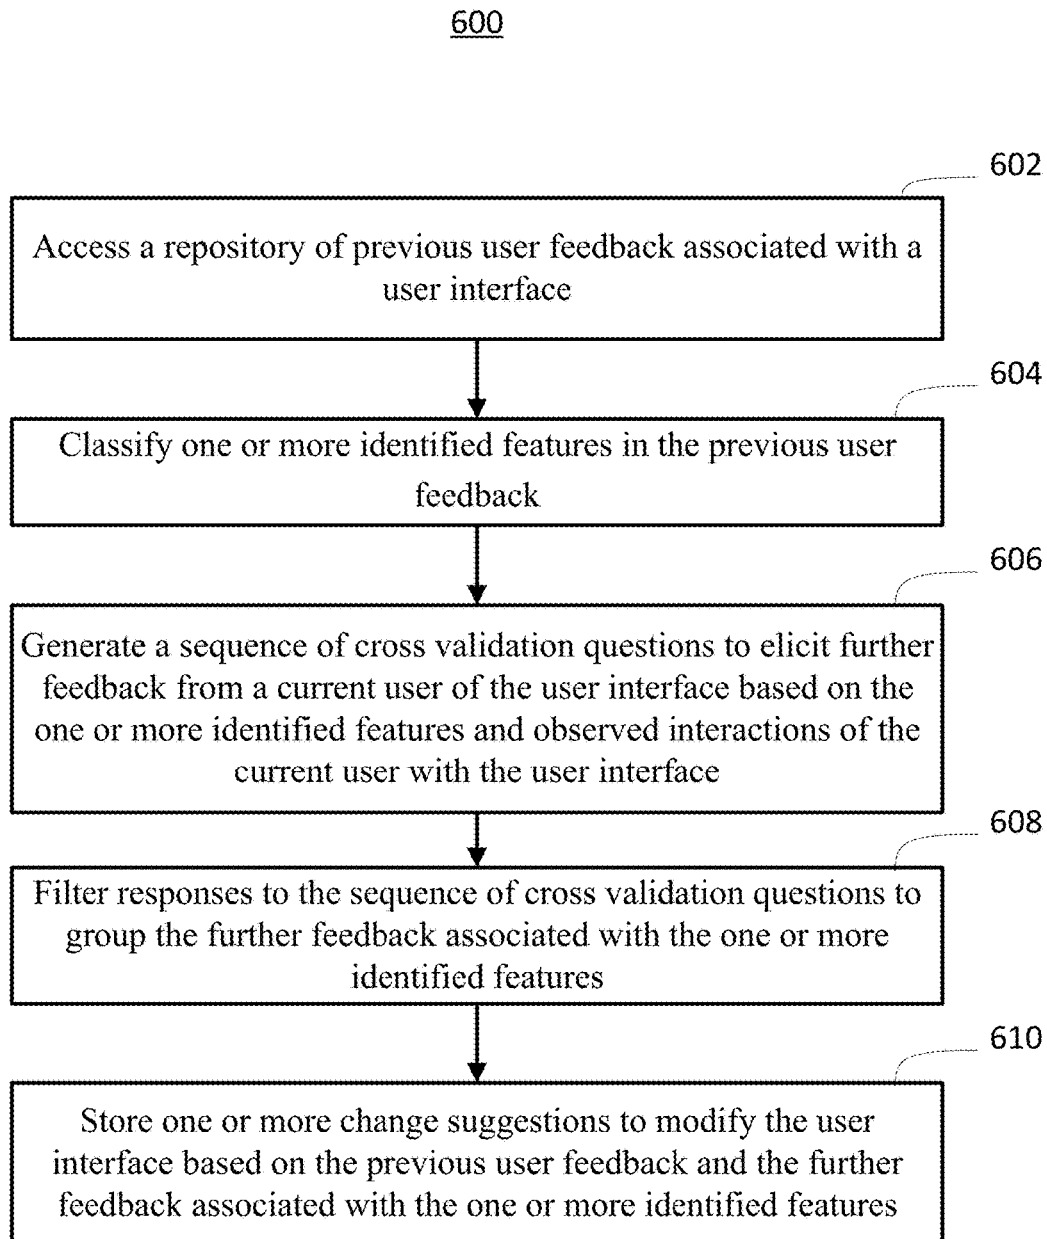 600
602
Access a repository of previous user feedback associated with a
user interface
604
Classify one or more identified features in the previous user
feedback
606
Generate a sequence of cross validation questions to elicit further
feedback from a current user of the user interface based on the
one or more identified features and observed interactions of the
current user with the user interface
608
Filter responses to the sequence of cross validation questions to
group the further feedback associated with the one or more
identified features
610
Store one or more change suggestions to modify the user
interface based on the previous user feedback and the further
feedback associated with the one or more identified features